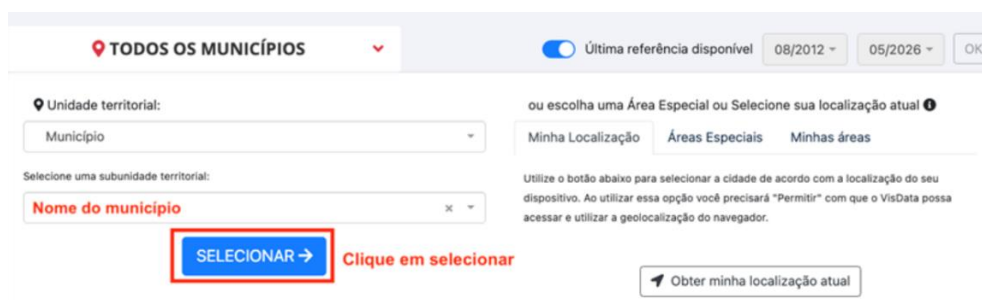 TODOS OS MUNICÍPIOS
Última referência disponível 08/2012 05/2026 OK
Unidade territorial:
Município
Selecione uma subunidade territorial:
Nome do município ×
SELECIONAR → Clique em selecionar
ou escolha uma Área Especial ou Selecione sua localização atual
Minha Localização Áreas Especiais Minhas áreas
Utilize o botão abaixo para selecionar a cidade de acordo com a localização do seu
dispositivo. Ao utilizar essa opção você precisará "Permitir" com que o VisData possa
acessar e utilizar a geolocalização do navegador.
Obter minha localização atual